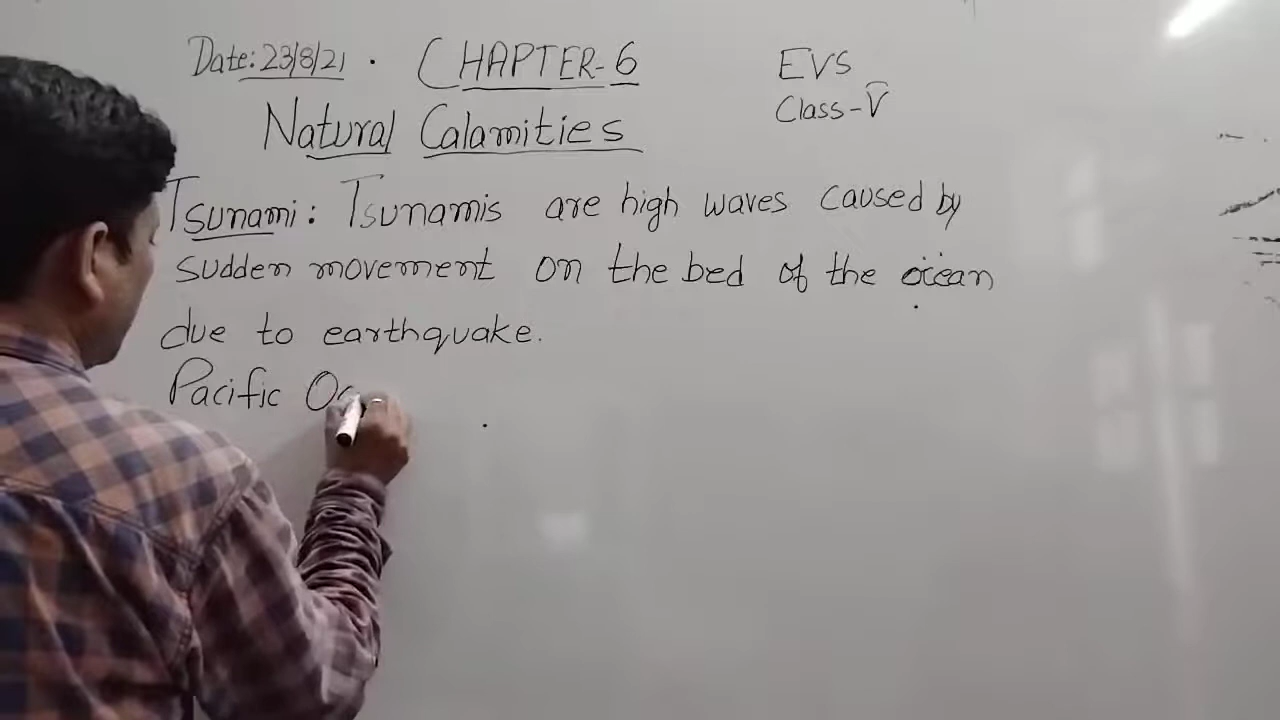 Date: 23/8/21 . CHAPTER-6 EVS
Class-V
Natural Calamities
Tsunami: Tsunamis are high waves caused by
sudden movement on the bed of the ocean
due to earthquake.
Pacific Oc